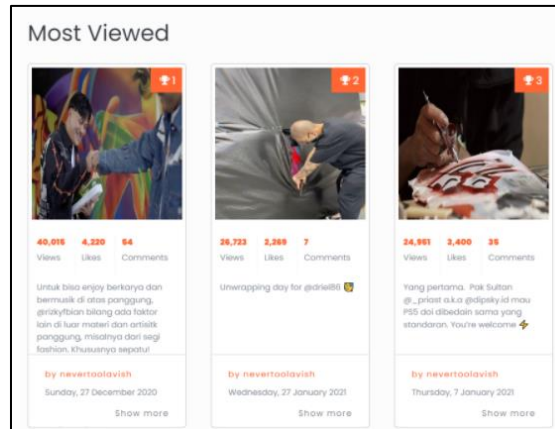 Most Viewed
1
40,015 4,220 54
Views Likes Comments
Untuk bisa enjoy berkarya dan
bermusik di atas panggung,
@rizkyfbian bilang ada faktor
lain di luar materi dan artisitk
panggung, misalnya dari segi
fashion. Khususnya sepatu!
by nevertoolavish
Sunday, 27 December 2020
Show more
2
26,723 2,269 7
Views Likes Comments
Unwrapping day for @driel86
by nevertoolavish
Wednesday, 27 January 2021
Show more
3
24,951 3,400 35
Views Likes Comments
Yang pertama. Pak Sultan
@_priast a.k.a @dipsky.id mau
PS5 doi dibedain sama yang
standaran. You're welcome ⚡
by nevertoolavish
Thursday, 7 January 2021
Show more